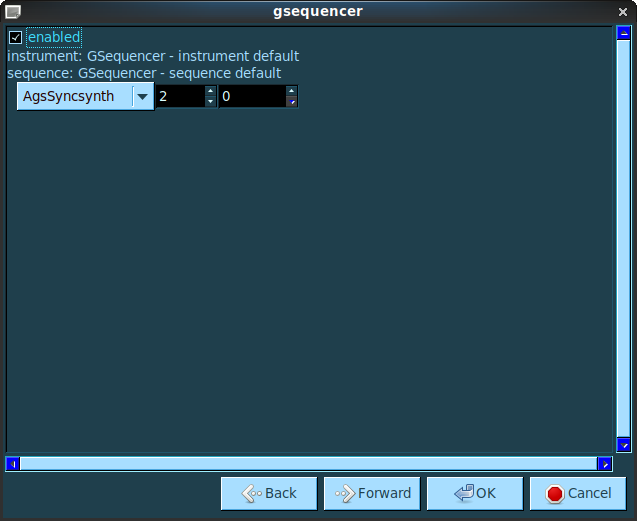 gsequencer
enabled
instrument: GSequencer - instrument default
sequence: GSequencer - sequence default
AgsSyncsynth 2 0
Back Forward OK Cancel